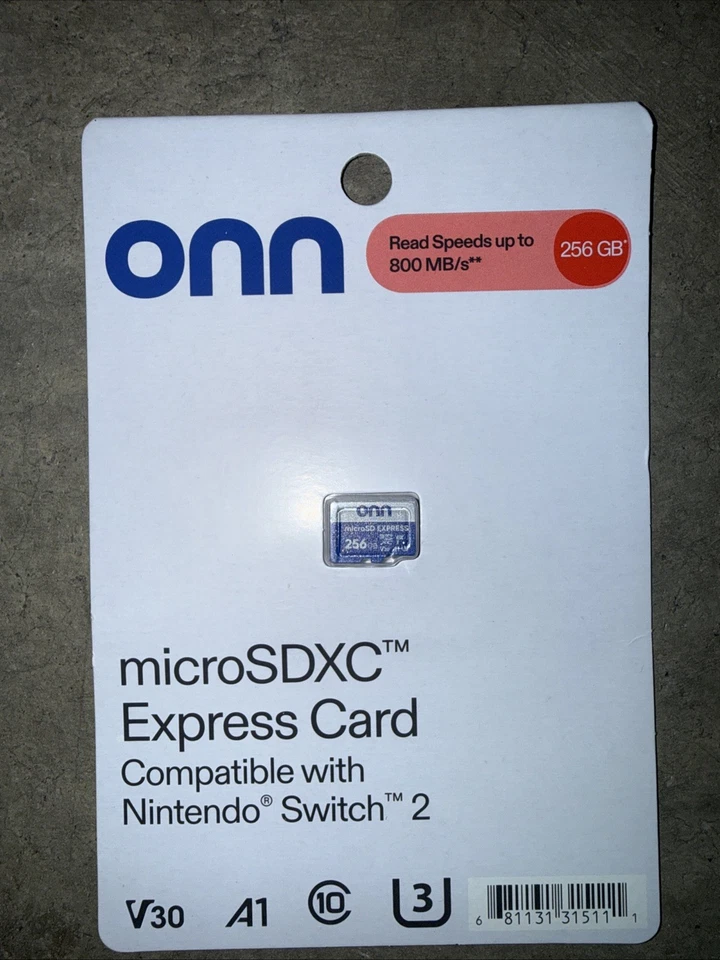 onn
Read Speeds up to
800 MB/s**
256 GB*
onn
microSD EXPRESS
256GB
microSDXC™
Express Card
Compatible with
Nintendo® Switch™ 2
V30 A1 10 3
6 81131 31511 1